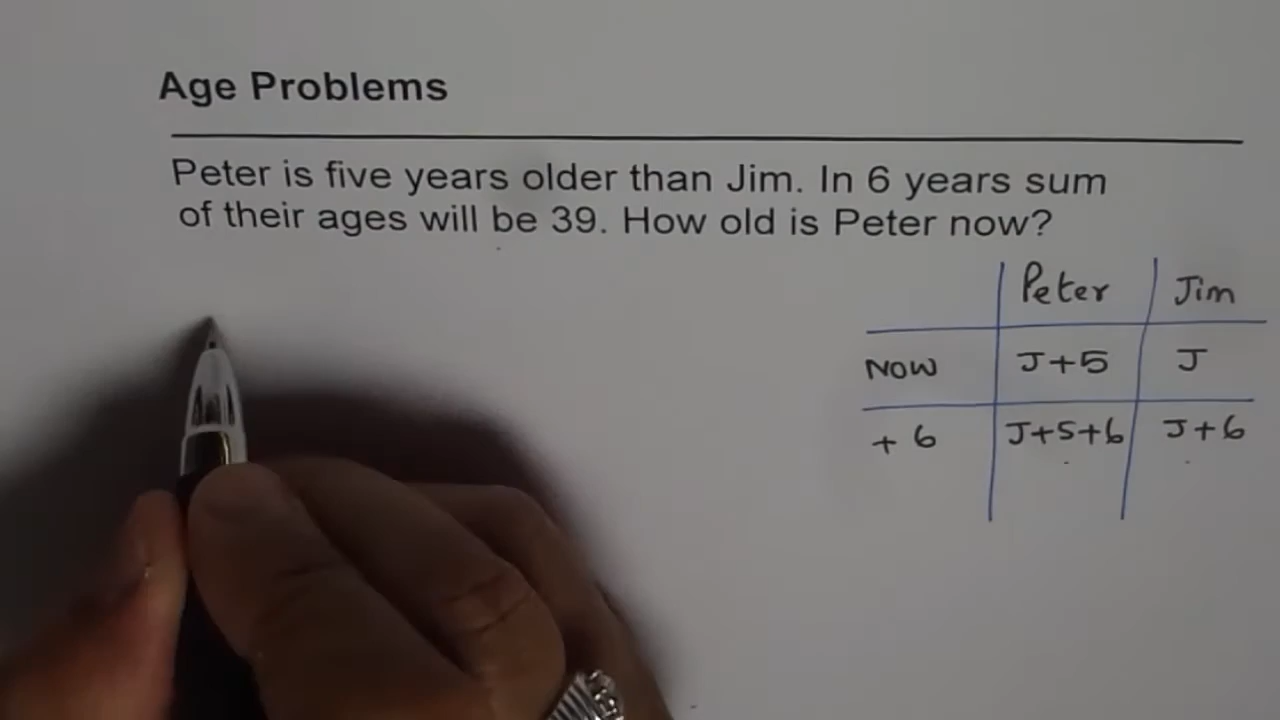 Age Problems
Peter is five years older than Jim. In 6 years sum
of their ages will be 39. How old is Peter now?
Peter Jim
NOW J+5 J
+ 6 J+5+6 J+6